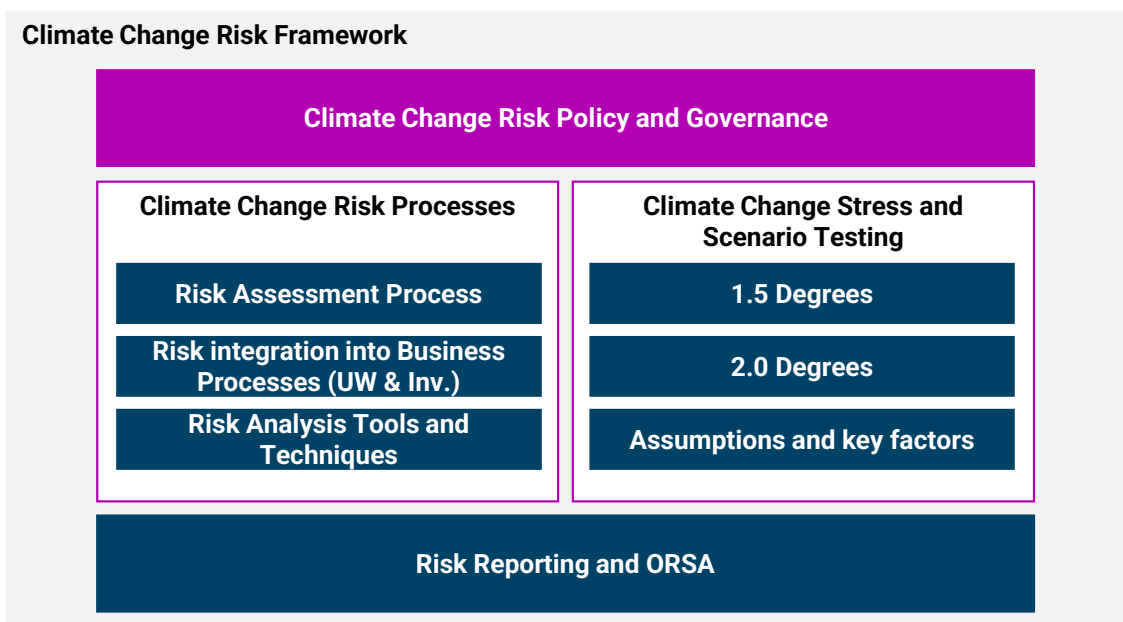 Climate Change Risk Framework
Climate Change Risk Policy and Governance
Climate Change Risk Processes
Risk Assessment Process
Risk integration into Business
Processes (UW & Inv.)
Risk Analysis Tools and
Techniques
Climate Change Stress and
Scenario Testing
1.5 Degrees
2.0 Degrees
Assumptions and key factors
Risk Reporting and ORSA